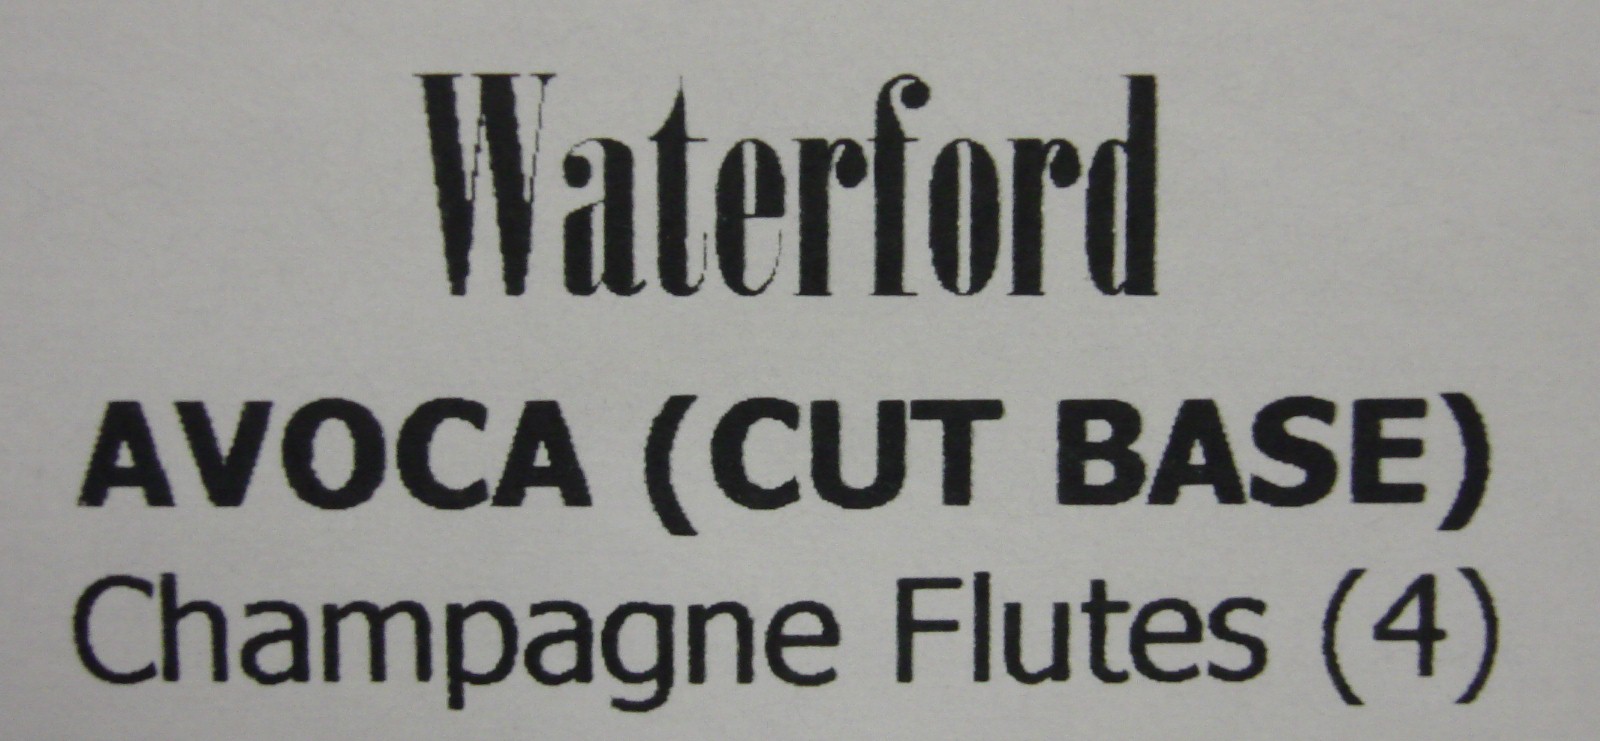 Waterford
AVOCA (CUT BASE)
Champagne Flutes (4)